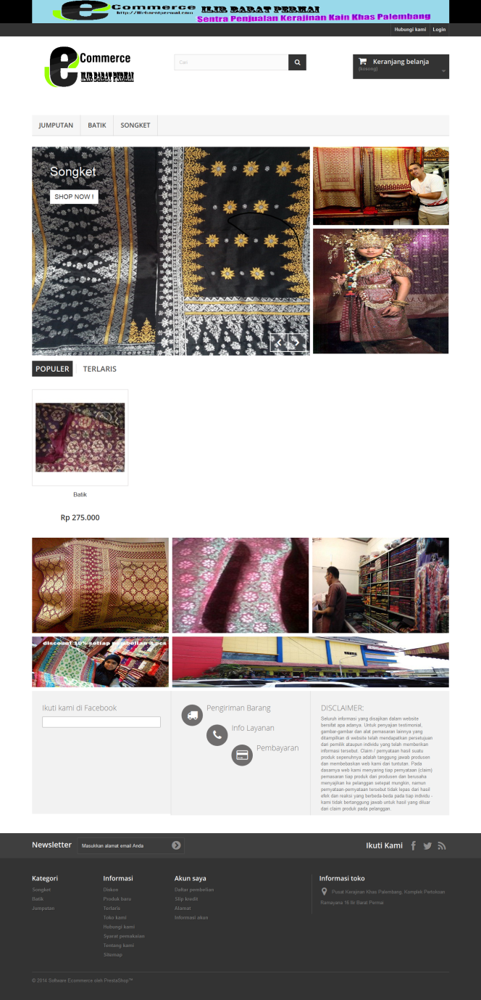 eCommerce ILIR BARAT PERMAI
http://Ilirbaratpermai.com
Sentra Penjualan Kerajinan Kain Khas Palembang
Hubungi kami
Login
eCommerce
ILIR BARAT PERMAI
Cari
Keranjang belanja
(kosong)
JUMPUTAN
BATIK
SONGKET
Songket
SHOP NOW !
POPULER
TERLARIS
Batik
Rp 275.000
discount 10% setiap pembelian 3 pcs
Ikuti kami di Facebook
Pengiriman Barang
Info Layanan
Pembayaran
DISCLAIMER:
Seluruh informasi yang disajikan dalam website
bersifat apa adanya. Untuk penyajian testimonial,
gambar-gambar dan alat pemasaran lainnya yang
ditampilkan di website telah mendapatkan persetujuan
dari pemilik ataupun individu yang telah memberikan
informasi tersebut. Claim / pernyataan hasil suatu
produk sepenuhnya adalah tanggung jawab produsen
dan membebaskan web kami dari tuntutan. Pada
dasarnya web kami menyaring tiap pernyataan (claim)
pemasaran tiap produk dari produsen dan berusaha
menyajikan ke pelanggan setepat mungkin, namun
pernyataan-pernyataan tersebut tidak lepas dari hasil
efek dan reaksi yang berbeda-beda pada tiap individu -
kami tidak bertanggung jawab untuk hasil yang diluar
dari claim produk pada pelanggan.
Newsletter
Masukkan alamat email Anda
Ikuti Kami
Kategori
Songket
Batik
Jumputan
Informasi
Diskon
Produk baru
Terlaris
Toko kami
Hubungi kami
Syarat pemakaian
Tentang kami
Sitemap
Akun saya
Daftar pembelian
Slip kredit
Alamat
Informasi akun
Informasi toko
Pusat Kerajinan Khas Palembang, Komplek Pertokoan
Ramayana 16 Ilir Barat Permai
© 2014 Software Ecommerce oleh PrestaShop™